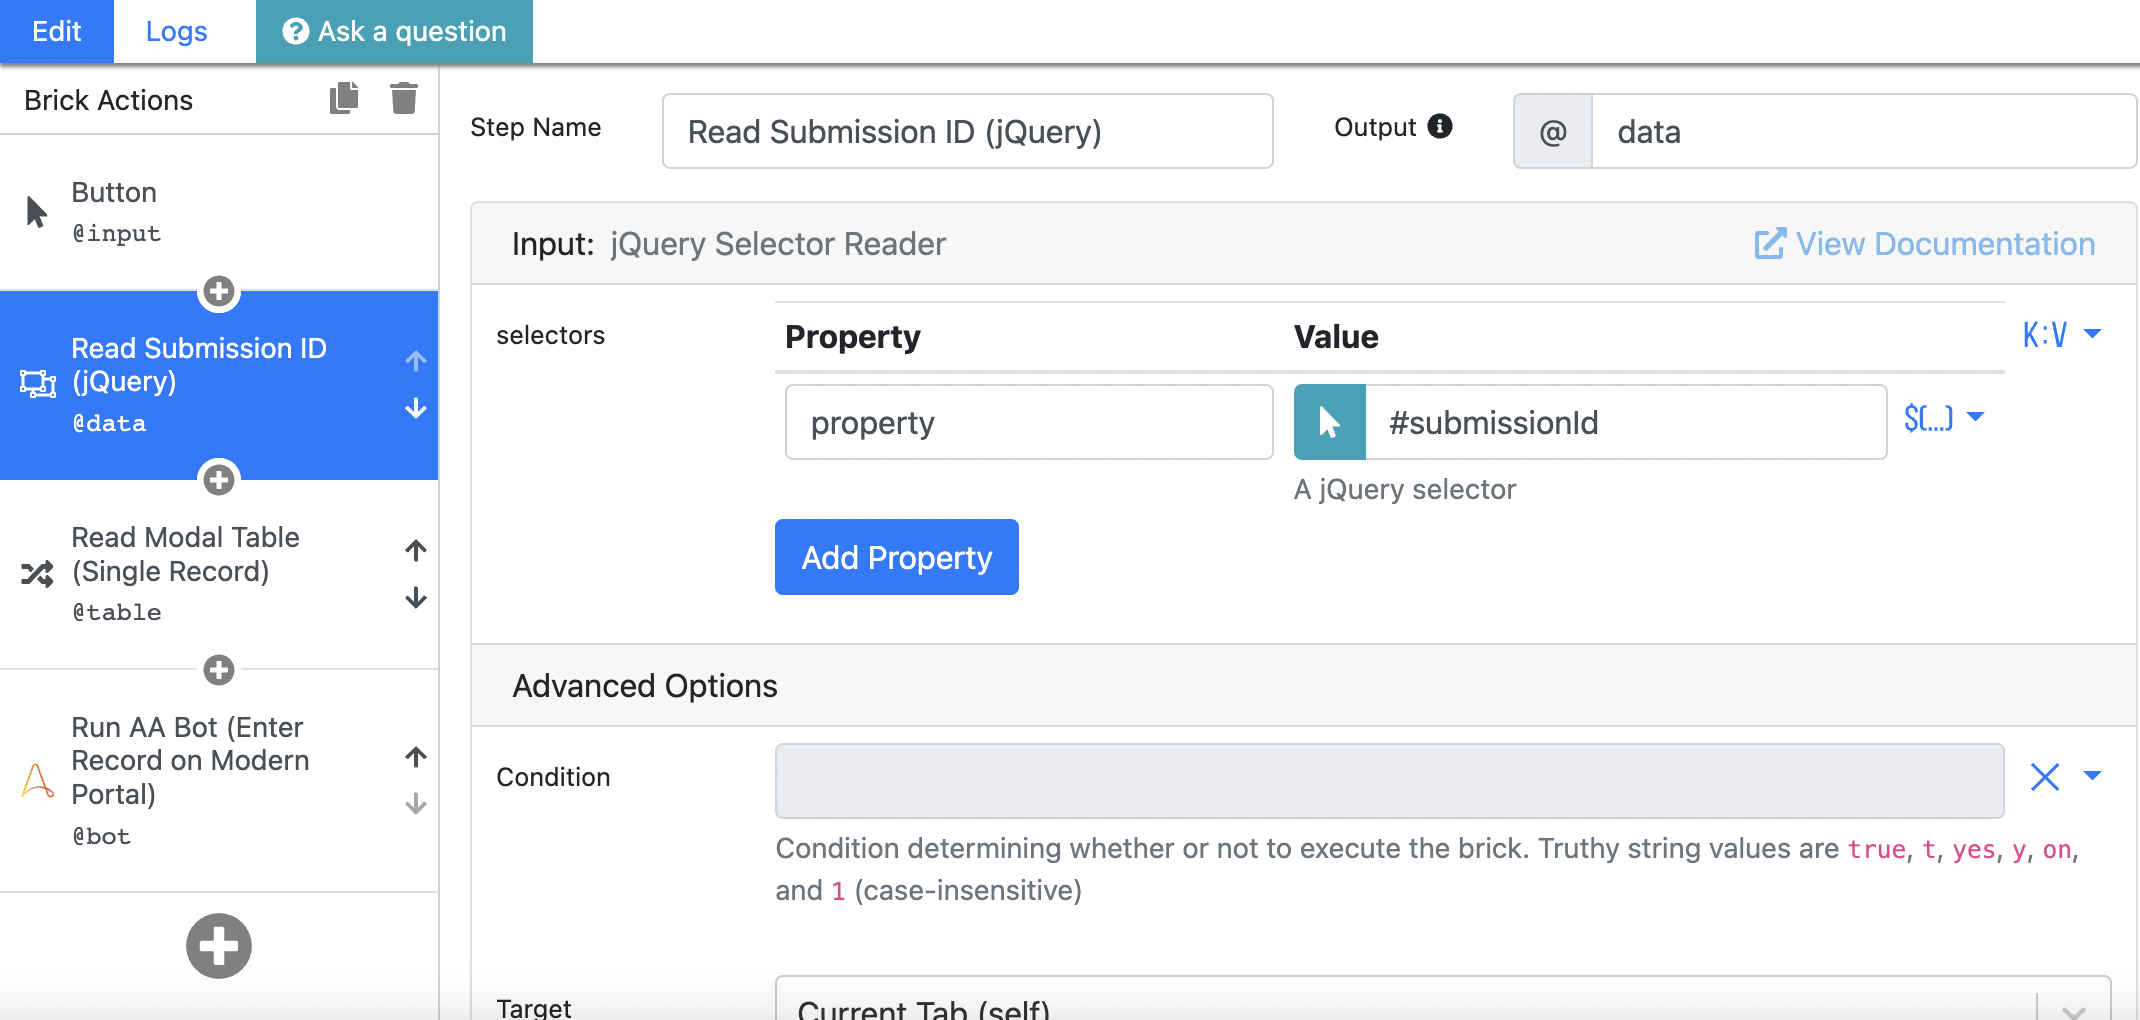 Edit
Logs
Ask a question
Brick Actions
Button
@input
Read Submission ID
(jQuery)
@data
Read Modal Table
(Single Record)
@table
Run AA Bot (Enter
Record on Modern
Portal)
@bot
Step Name
Read Submission ID (jQuery)
Output
@
data
Input: jQuery Selector Reader
View Documentation
selectors
Property
Value
K:V
property
#submissionId
$(...)
A jQuery selector
Add Property
Advanced Options
Condition
Condition determining whether or not to execute the brick. Truthy string values are true, t, yes, y, on,
and 1 (case-insensitive)
Target
Current Tab (self)